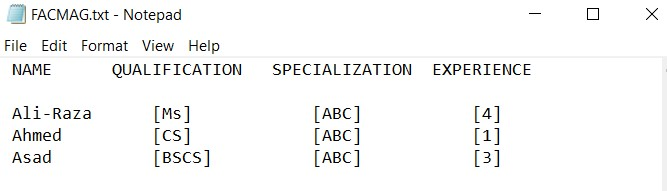 FACMAG.txt - Notepad
File Edit Format View Help
NAME QUALIFICATION SPECIALIZATION EXPERIENCE
Ali-Raza [Ms] [ABC] [4]
Ahmed [CS] [ABC] [1]
Asad [BSCS] [ABC] [3]